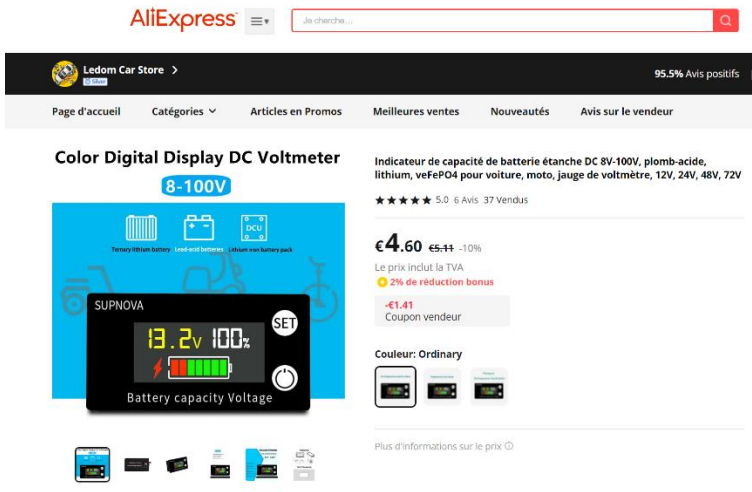 AliExpress
Je cherche...
Ledom Car Store >
Silver
95.5% Avis positifs
Page d'accueil Catégories Articles en Promos Meilleures ventes Nouveautés Avis sur le vendeur
Color Digital Display DC Voltmeter
8-100V
DCU
Ternary lithium battery Lead-acid batteries Lithium iron battery pack
SUPNOVA
SET
13.2v 100%
Battery capacity Voltage
Indicateur de capacité de batterie étanche DC 8V-100V, plomb-acide,
lithium, veFePO4 pour voiture, moto, jauge de voltmètre, 12V, 24V, 48V, 72V
5.0 6 Avis 37 Vendus
€4.60 €5.11 -10%
Le prix inclut la TVA
2% de réduction bonus
-€1.41
Coupon vendeur
Couleur: Ordinary
Plus d'informations sur le prix